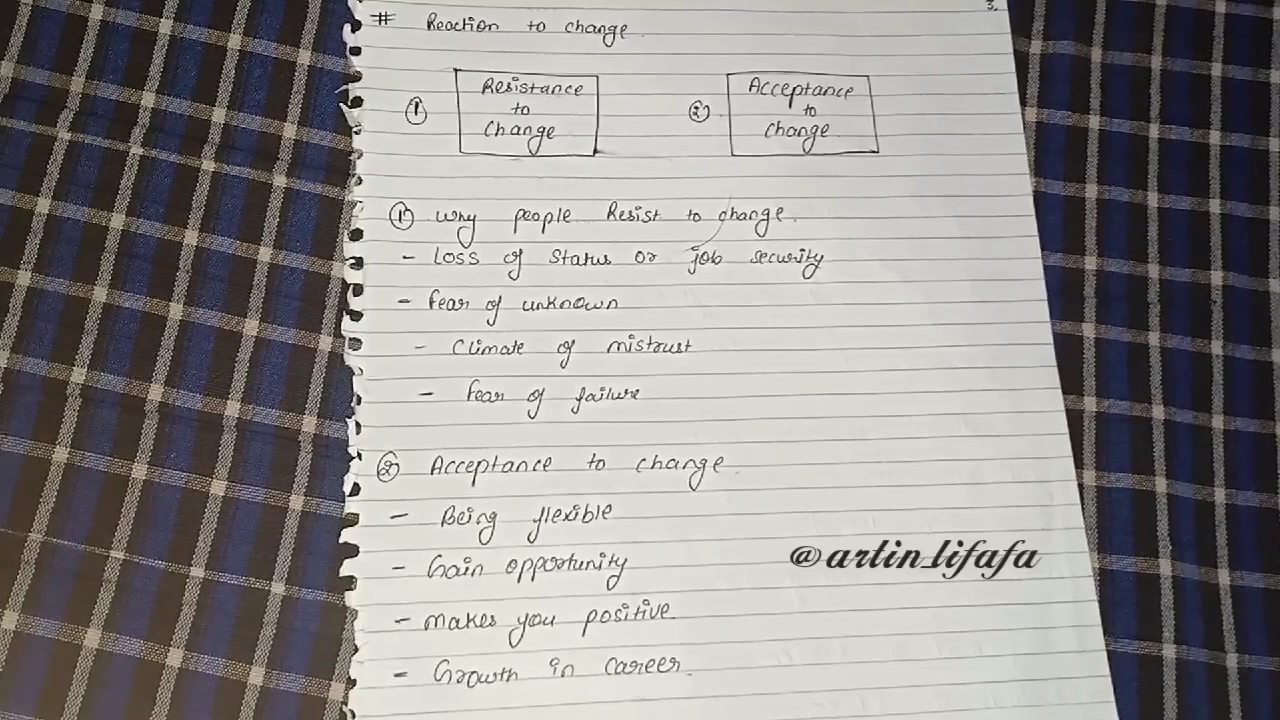 3.
# Reaction to change
① Resistance to change
② Acceptance to change
① Why people Resist to change.
- Loss of status or job security
- Fear of unknown
- Climate of mistrust
- Fear of failure
② Acceptance to change.
- Being flexible
- Gain opportunity
- Makes you positive
- Growth in career.
@artin_lifafa